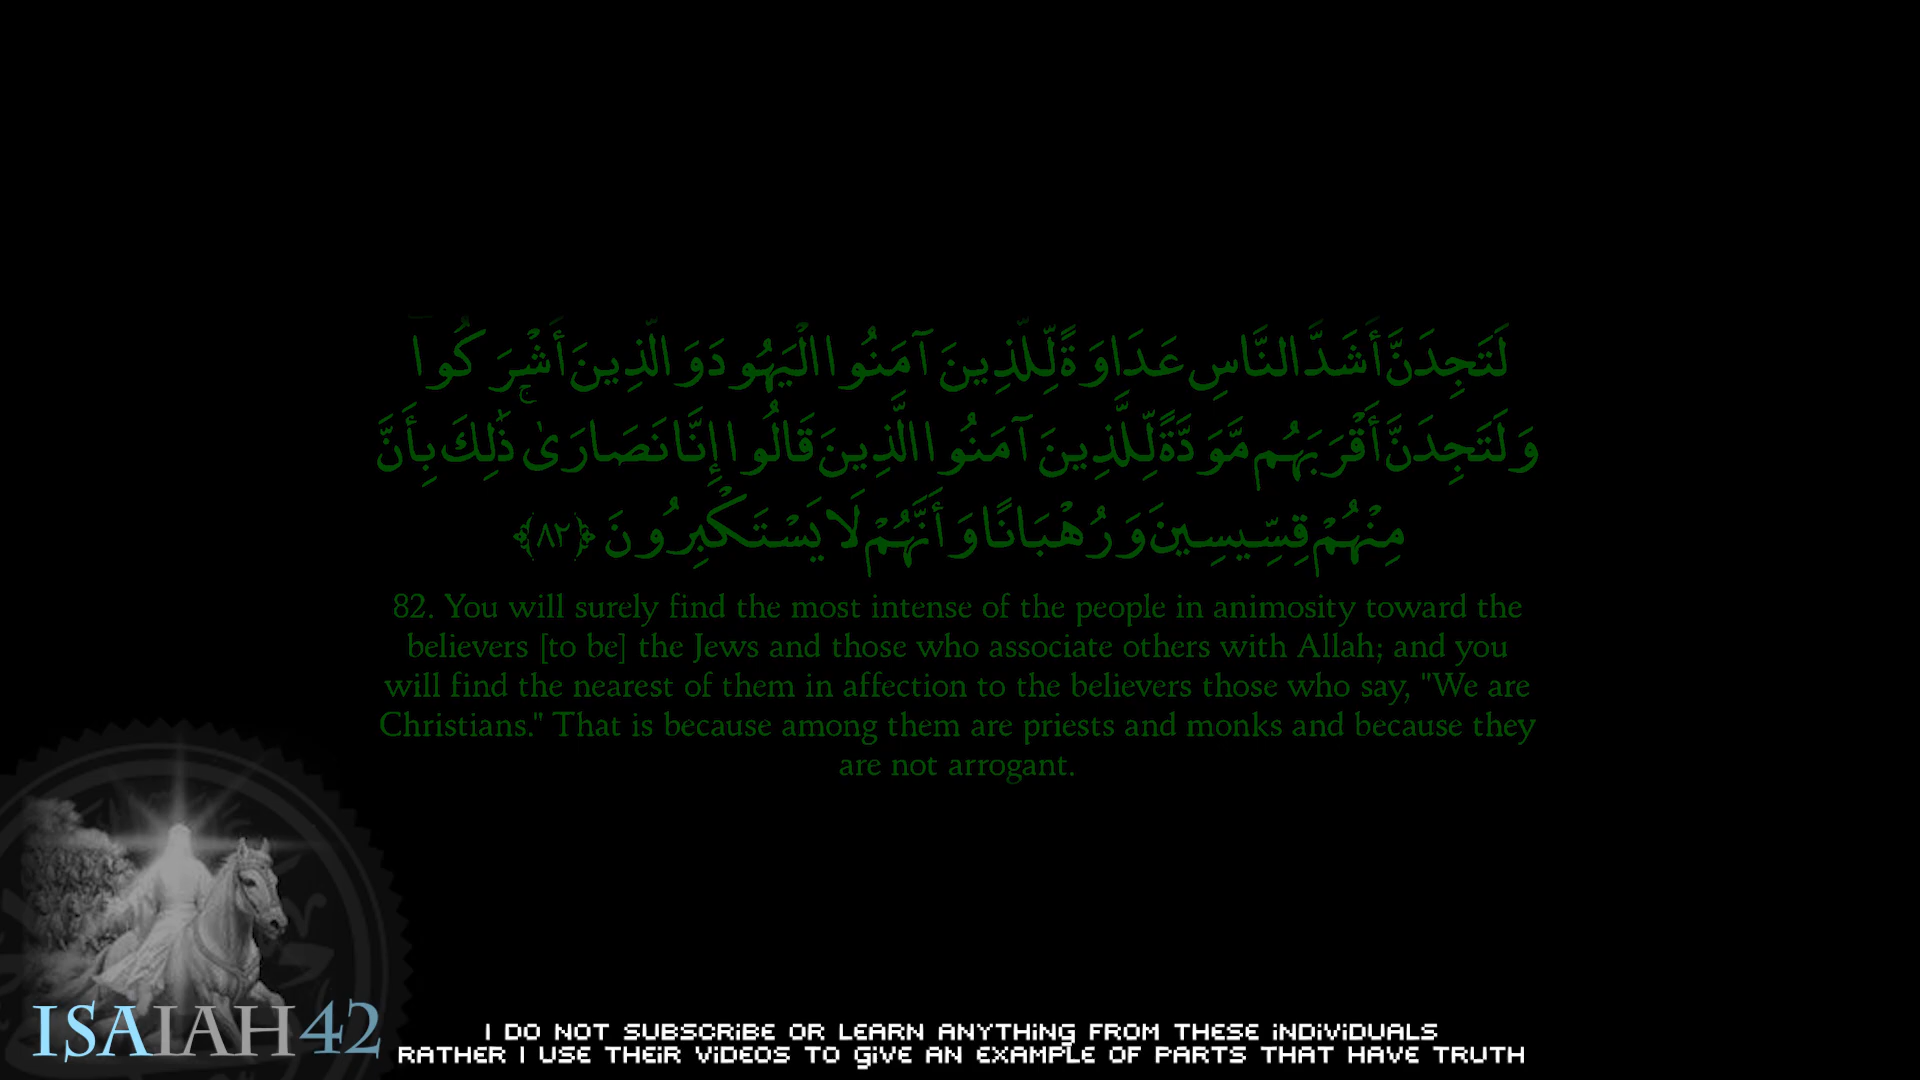 لَتَجِدَنَّ أَشَدَّ النَّاسِ عَدَاوَةً لِّلَّذِينَ آمَنُوا الْيَهُودَ وَالَّذِينَ أَشْرَكُوا
وَلَتَجِدَنَّ أَقْرَبَهُم مَّوَدَّةً لِّلَّذِينَ آمَنُوا الَّذِينَ قَالُوا إِنَّا نَصَارَىٰ ۚ ذَٰلِكَ بِأَنَّ
مِنْهُمْ قِسِّيسِينَ وَرُهْبَانًا وَأَنَّهُمْ لَا يَسْتَكْبِرُونَ ﴿٨٢﴾
82. You will surely find the most intense of the people in animosity toward the
believers [to be] the Jews and those who associate others with Allah; and you
will find the nearest of them in affection to the believers those who say, "We are
Christians." That is because among them are priests and monks and because they
are not arrogant.
ISAIAH 42
I DO NOT SUBSCRIBE OR LEARN ANYTHING FROM THESE INDIVIDUALS
RATHER I USE THEIR VIDEOS TO GIVE AN EXAMPLE OF PARTS THAT HAVE TRUTH